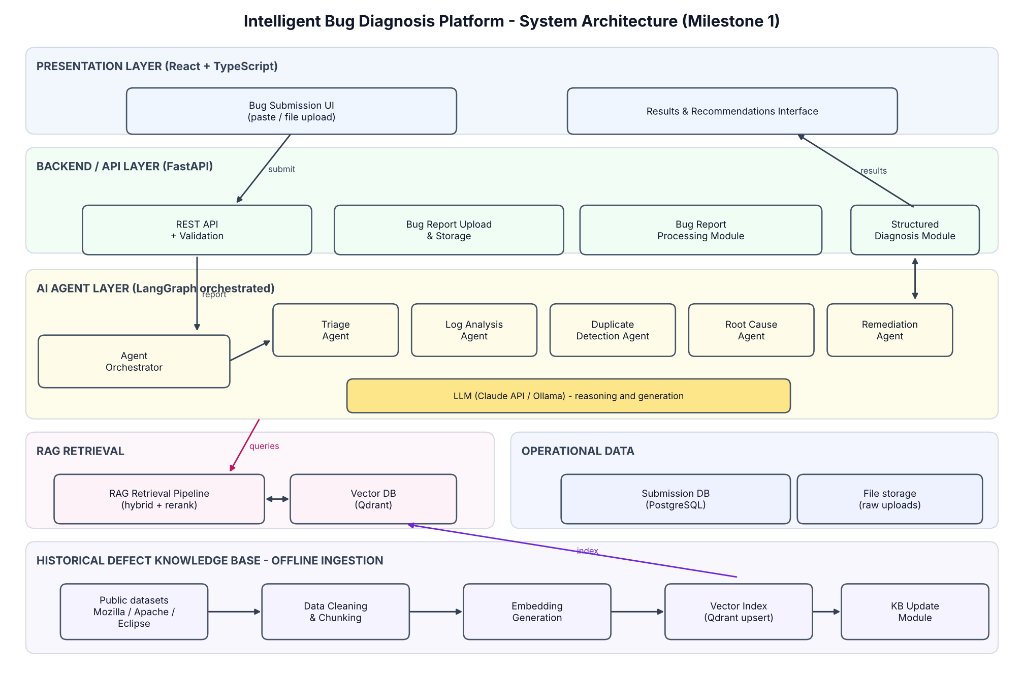 Intelligent Bug Diagnosis Platform - System Architecture (Milestone 1)
PRESENTATION LAYER (React + TypeScript)
Bug Submission UI
(paste / file upload)
Results & Recommendations Interface
submit
results
BACKEND / API LAYER (FastAPI)
REST API
+ Validation
Bug Report Upload
& Storage
Bug Report
Processing Module
Structured
Diagnosis Module
AI AGENT LAYER (LangGraph orchestrated)
report
Agent
Orchestrator
Triage
Agent
Log Analysis
Agent
Duplicate
Detection Agent
Root Cause
Agent
Remediation
Agent
LLM (Claude API / Ollama) - reasoning and generation
queries
RAG RETRIEVAL
RAG Retrieval Pipeline
(hybrid + rerank)
Vector DB
(Qdrant)
OPERATIONAL DATA
Submission DB
(PostgreSQL)
File storage
(raw uploads)
index
HISTORICAL DEFECT KNOWLEDGE BASE - OFFLINE INGESTION
Public datasets
Mozilla / Apache /
Eclipse
Data Cleaning
& Chunking
Embedding
Generation
Vector Index
(Qdrant upsert)
KB Update
Module